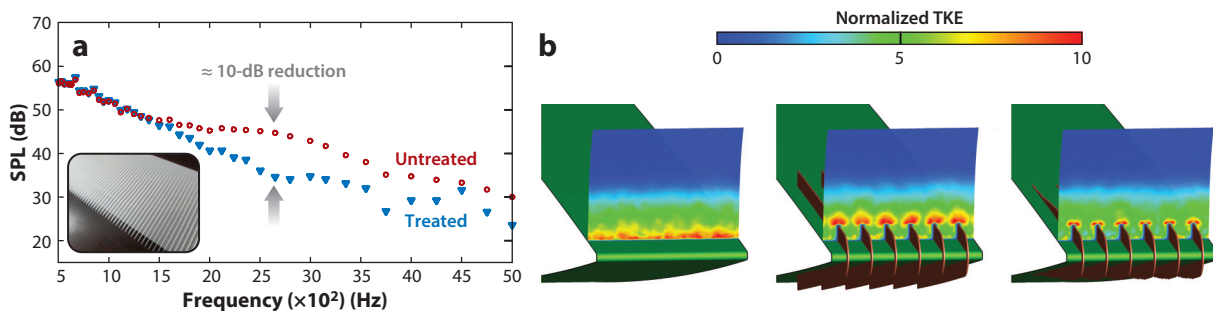 a
70
60
50
40
30
20
SPL (dB)
≈ 10-dB reduction
Untreated
Treated
5 10 15 20 25 30 35 40 45 50
Frequency (×10²) (Hz)
b
Normalized TKE
0 5 10